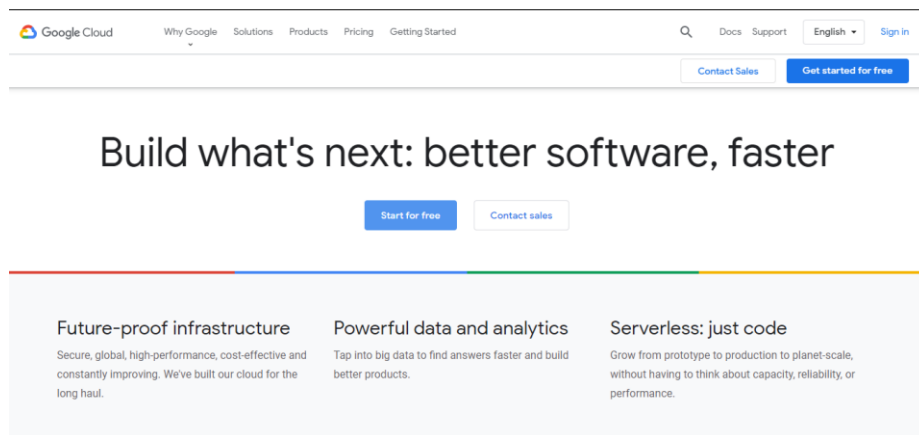 Google Cloud Why Google Solutions Products Pricing Getting Started Docs Support English Sign in
Contact Sales Get started for free
Build what's next: better software, faster
Start for free Contact sales
Future-proof infrastructure
Secure, global, high-performance, cost-effective and
constantly improving. We've built our cloud for the
long haul.
Powerful data and analytics
Tap into big data to find answers faster and build
better products.
Serverless: just code
Grow from prototype to production to planet-scale,
without having to think about capacity, reliability, or
performance.